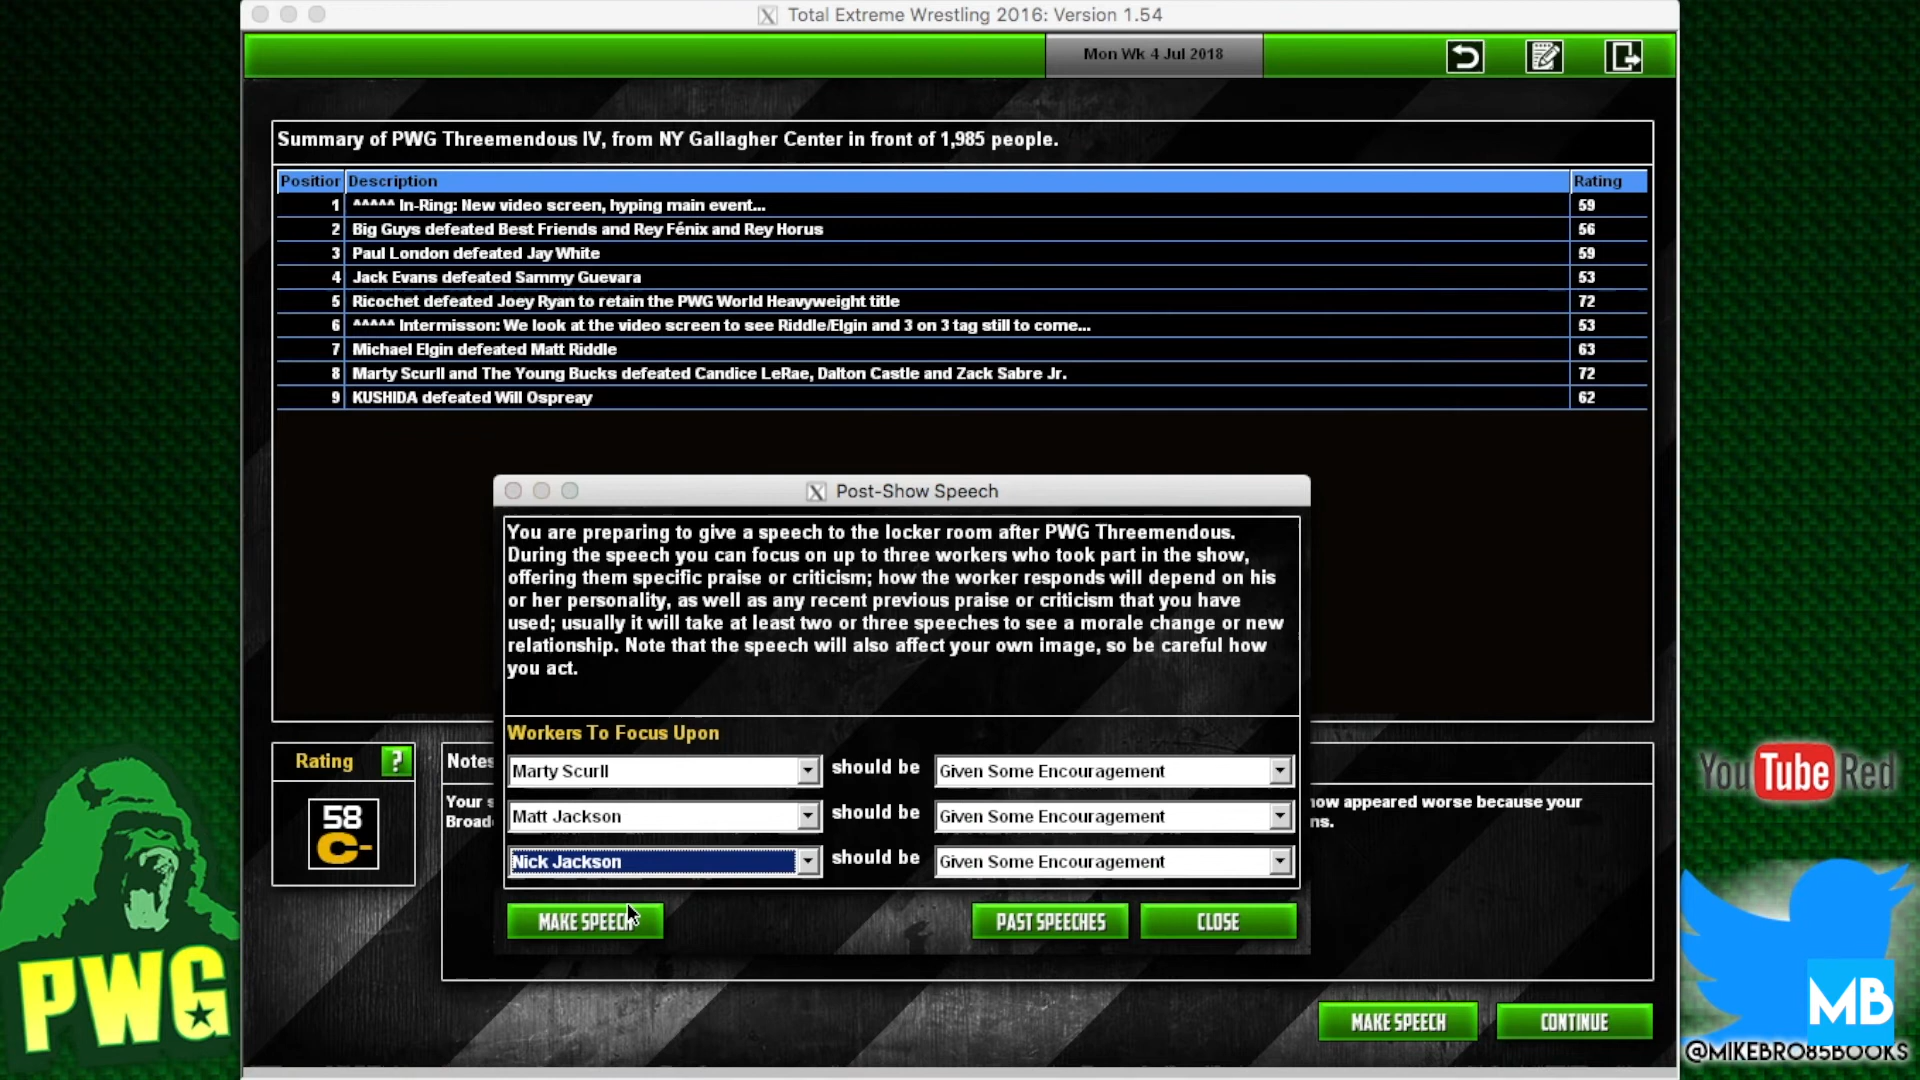 Total Extreme Wrestling 2016: Version 1.54
Mon Wk 4 Jul 2018
Summary of PWG Threemendous IV, from NY Gallagher Center in front of 1,985 people.
Position Description Rating
1 ^^^^^ In-Ring: New video screen, hyping main event... 59
2 Big Guys defeated Best Friends and Rey Fénix and Rey Horus 56
3 Paul London defeated Jay White 59
4 Jack Evans defeated Sammy Guevara 53
5 Ricochet defeated Joey Ryan to retain the PWG World Heavyweight title 72
6 ^^^^^ Intermisson: We look at the video screen to see Riddle/Elgin and 3 on 3 tag still to come... 53
7 Michael Elgin defeated Matt Riddle 63
8 Marty Scurll and The Young Bucks defeated Candice LeRae, Dalton Castle and Zack Sabre Jr. 72
9 KUSHIDA defeated Will Ospreay 62
Post-Show Speech
You are preparing to give a speech to the locker room after PWG Threemendous.
During the speech you can focus on up to three workers who took part in the show,
offering them specific praise or criticism; how the worker responds will depend on his
or her personality, as well as any recent previous praise or criticism that you have
used; usually it will take at least two or three speeches to see a morale change or new
relationship. Note that the speech will also affect your own image, so be careful how
you act.
Workers To Focus Upon
Marty Scurll should be Given Some Encouragement
Matt Jackson should be Given Some Encouragement
Nick Jackson should be Given Some Encouragement
MAKE SPEECH PAST SPEECHES CLOSE
Rating ?
58
C-
Notes
Your s
Broad
ow appeared worse because your
ns.
MAKE SPEECH CONTINUE
PWG
YouTube Red
MB
@MIKEBRO85BOOKS